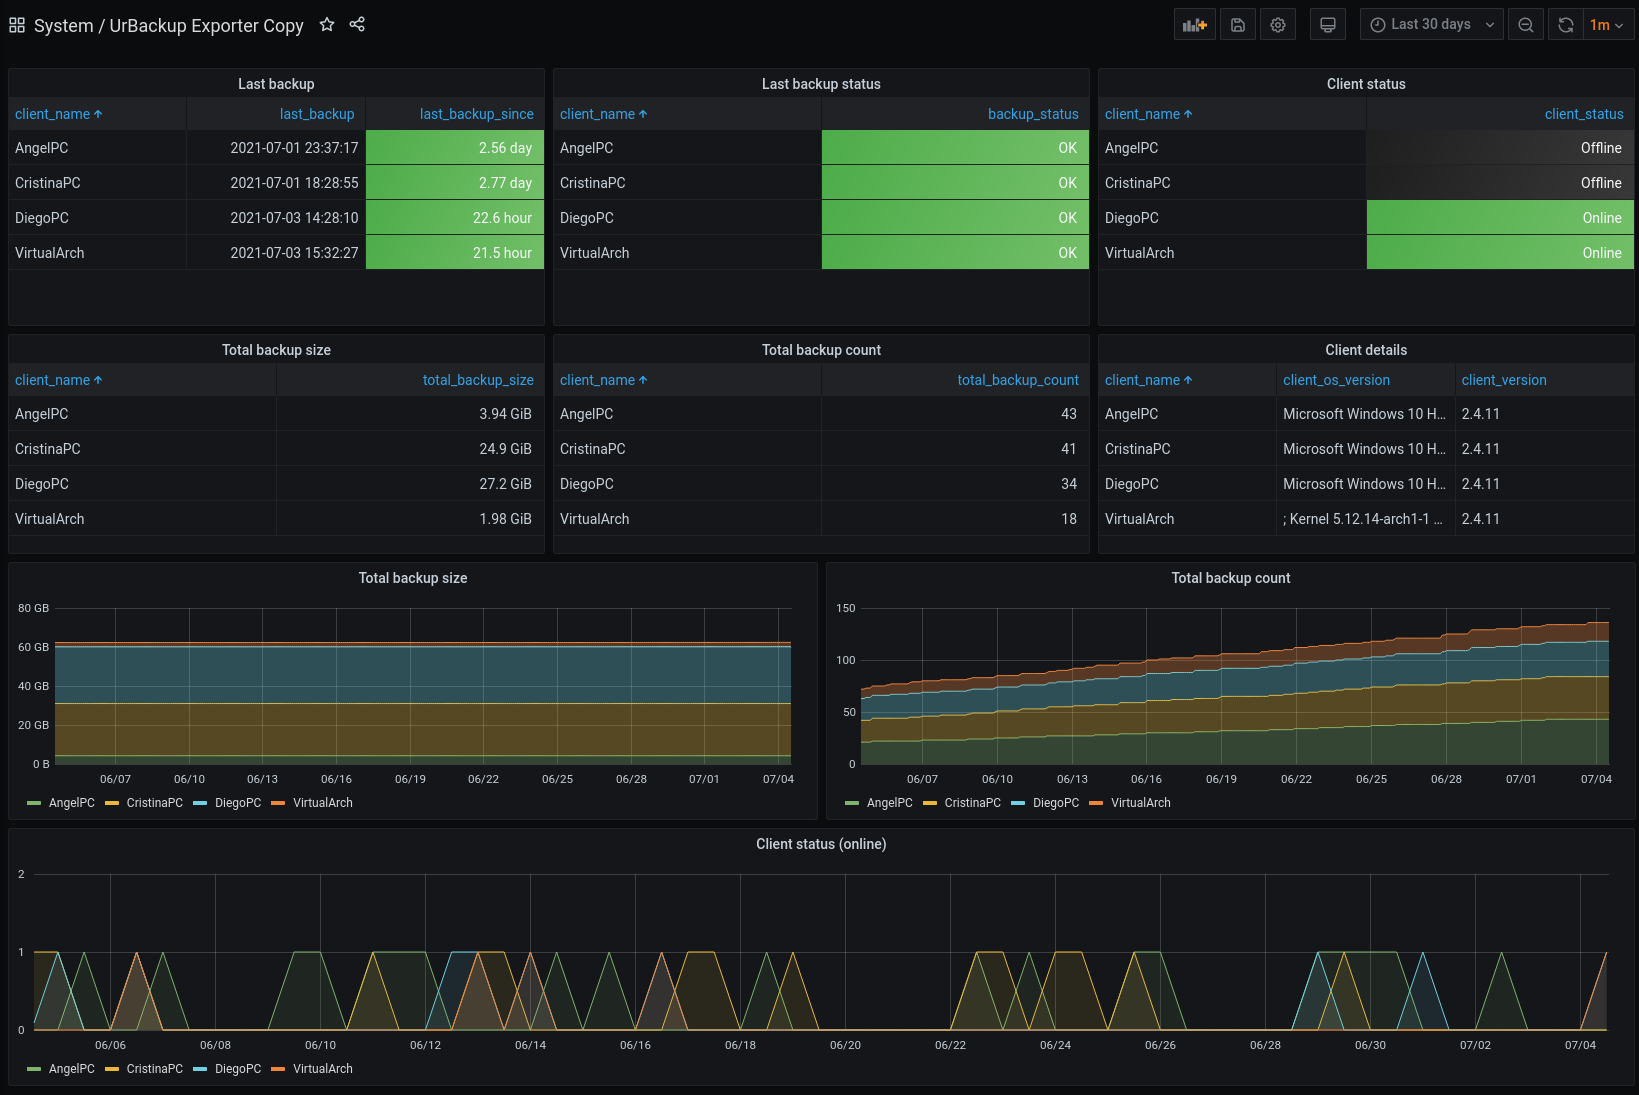 System / UrBackup Exporter Copy
Last 30 days
1m
Last backup
client_name last_backup last_backup_since
AngelPC 2021-07-01 23:37:17 2.56 day
CristinaPC 2021-07-01 18:28:55 2.77 day
DiegoPC 2021-07-03 14:28:10 22.6 hour
VirtualArch 2021-07-03 15:32:27 21.5 hour
Last backup status
client_name backup_status
AngelPC OK
CristinaPC OK
DiegoPC OK
VirtualArch OK
Client status
client_name client_status
AngelPC Offline
CristinaPC Offline
DiegoPC Online
VirtualArch Online
Total backup size
client_name total_backup_size
AngelPC 3.94 GiB
CristinaPC 24.9 GiB
DiegoPC 27.2 GiB
VirtualArch 1.98 GiB
Total backup count
client_name total_backup_count
AngelPC 43
CristinaPC 41
DiegoPC 34
VirtualArch 18
Client details
client_name client_os_version client_version
AngelPC Microsoft Windows 10 H... 2.4.11
CristinaPC Microsoft Windows 10 H... 2.4.11
DiegoPC Microsoft Windows 10 H... 2.4.11
VirtualArch ; Kernel 5.12.14-arch1-1 ... 2.4.11
Total backup size
80 GB
60 GB
40 GB
20 GB
0 B
06/07 06/10 06/13 06/16 06/19 06/22 06/25 06/28 07/01 07/04
AngelPC CristinaPC DiegoPC VirtualArch
Total backup count
150
100
50
0
06/07 06/10 06/13 06/16 06/19 06/22 06/25 06/28 07/01 07/04
AngelPC CristinaPC DiegoPC VirtualArch
Client status (online)
2
1
0
06/06 06/08 06/10 06/12 06/14 06/16 06/18 06/20 06/22 06/24 06/26 06/28 06/30 07/02 07/04
AngelPC CristinaPC DiegoPC VirtualArch